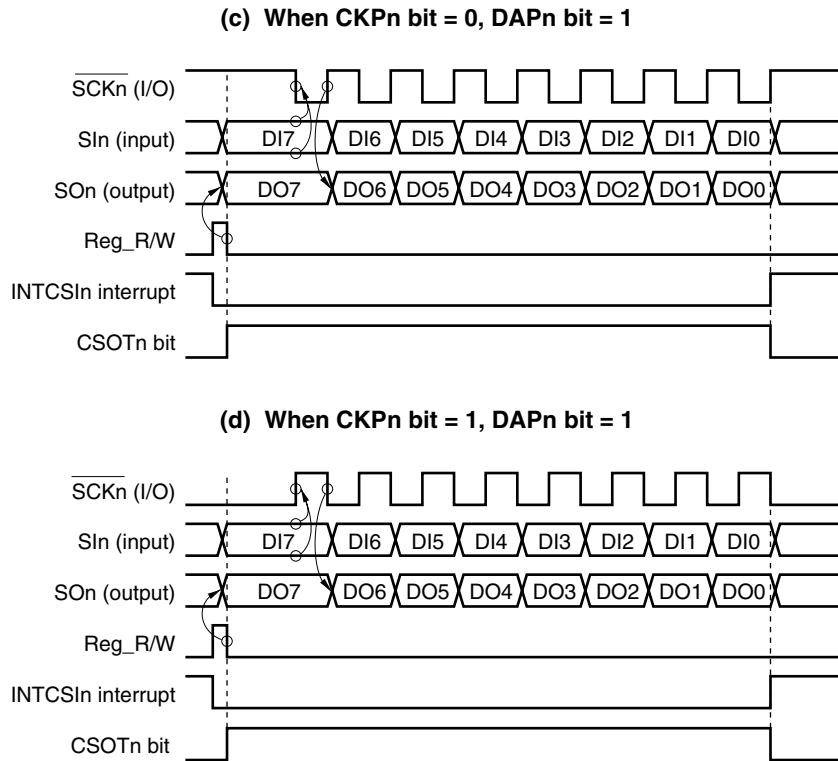 (c) When CKPn bit = 0, DAPn bit = 1
SCKn (I/O)
SIn (input) DI7 DI6 DI5 DI4 DI3 DI2 DI1 DI0
SOn (output) DO7 DO6 DO5 DO4 DO3 DO2 DO1 DO0
Reg_R/W
INTCSIn interrupt
CSOTn bit
(d) When CKPn bit = 1, DAPn bit = 1
SCKn (I/O)
SIn (input) DI7 DI6 DI5 DI4 DI3 DI2 DI1 DI0
SOn (output) DO7 DO6 DO5 DO4 DO3 DO2 DO1 DO0
Reg_R/W
INTCSIn interrupt
CSOTn bit